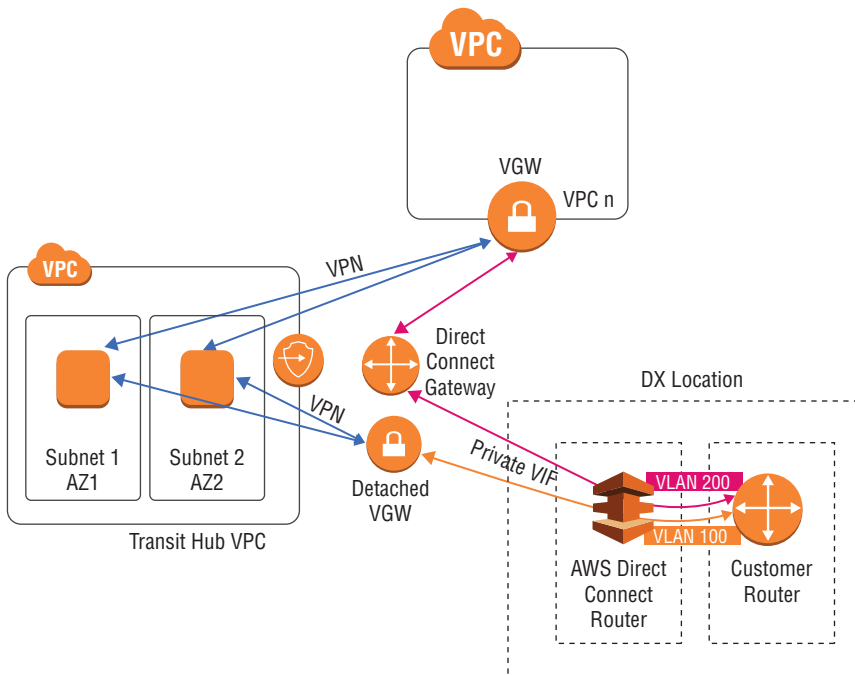 VPC
VGW
VPC n
VPN
VPC
Direct
Connect
Gateway
DX Location
VPN
Subnet 1
AZ1
Subnet 2
AZ2
Private VIF
VLAN 200
Detached
VGW
VLAN 100
Transit Hub VPC
AWS Direct
Connect
Router
Customer
Router